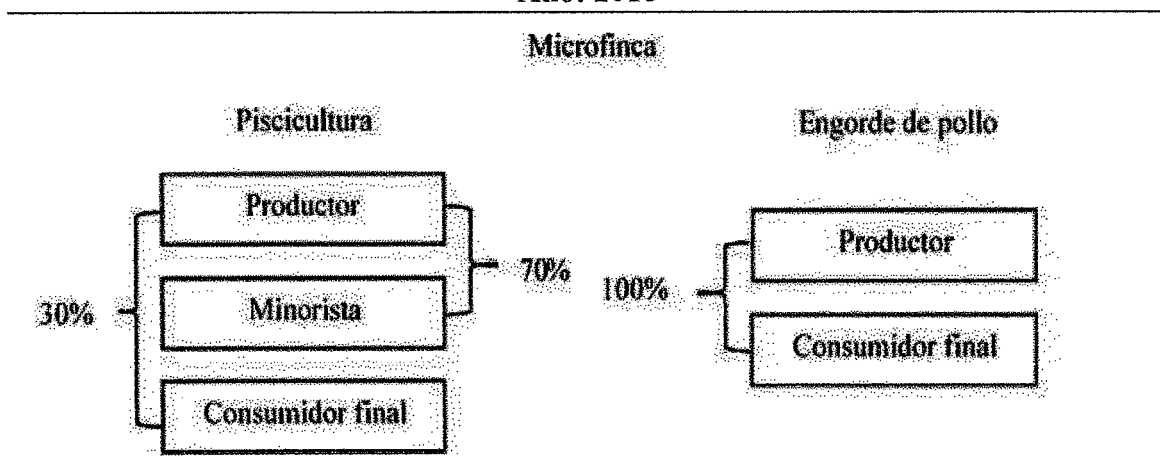 Microfinca
Piscicultura
Engorde de pollo
Productor
Minorista
Consumidor final
30%
70%
Productor
Consumidor final
100%